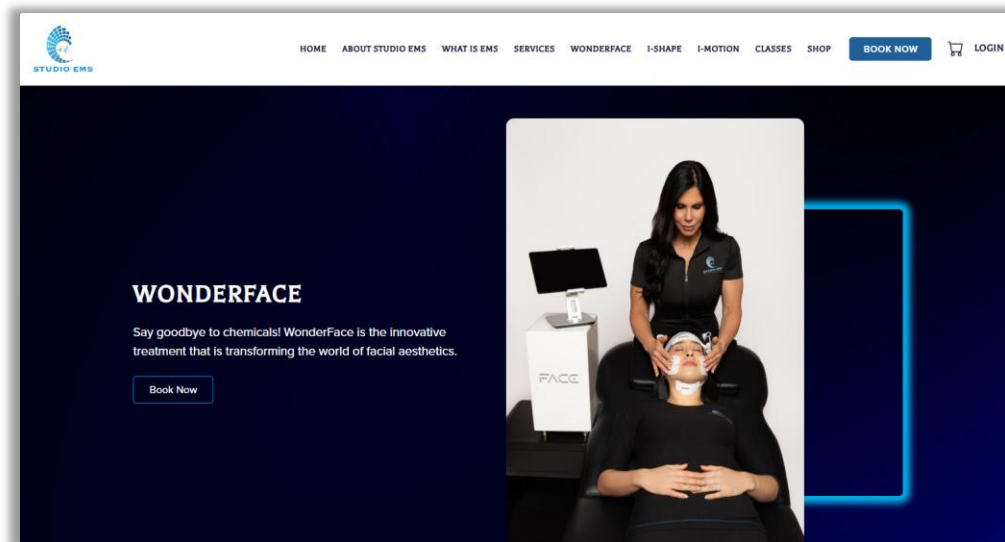 STUDIO EMS
HOME ABOUT STUDIO EMS WHAT IS EMS SERVICES WONDERFACE I-SHAPE I-MOTION CLASSES SHOP BOOK NOW LOGIN
WONDERFACE
Say goodbye to chemicals! WonderFace is the innovative
treatment that is transforming the world of facial aesthetics.
Book Now
FACE